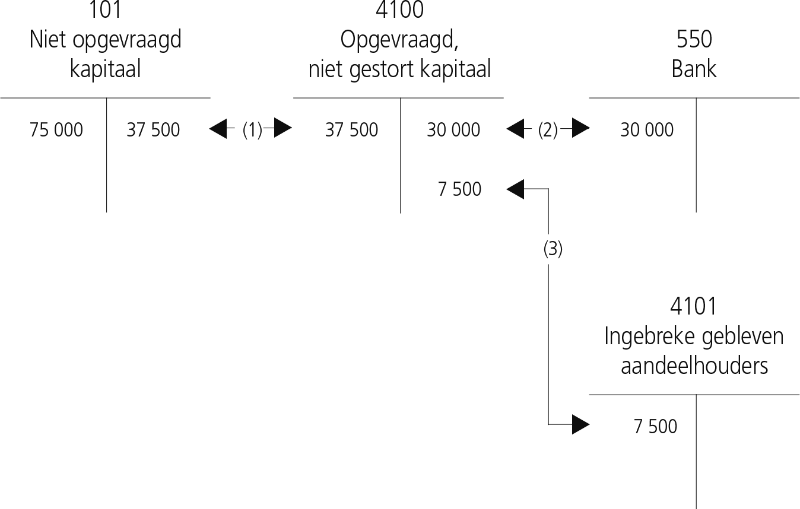 101
Niet opgevraagd
kapitaal
4100
Opgevraagd,
niet gestort kapitaal
550
Bank
75 000 37 500 (1) 37 500 30 000 (2) 30 000
7 500
(3)
4101
Ingebreke gebleven
aandeelhouders
7 500